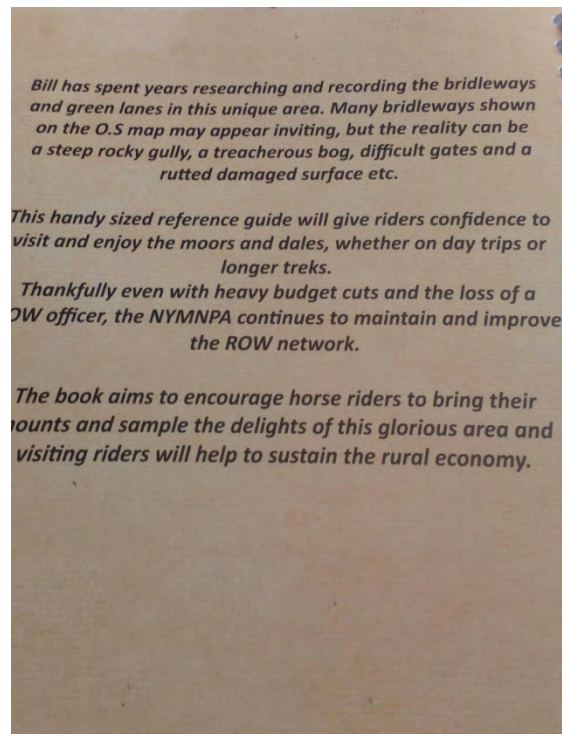 Bill has spent years researching and recording the bridleways
and green lanes in this unique area. Many bridleways shown
on the O.S map may appear inviting, but the reality can be
a steep rocky gully, a treacherous bog, difficult gates and a
rutted damaged surface etc.
This handy sized reference guide will give riders confidence to
visit and enjoy the moors and dales, whether on day trips or
longer treks.
Thankfully even with heavy budget cuts and the loss of a
OW officer, the NYMNPA continues to maintain and improve
the ROW network.
The book aims to encourage horse riders to bring their
ounts and sample the delights of this glorious area and
visiting riders will help to sustain the rural economy.